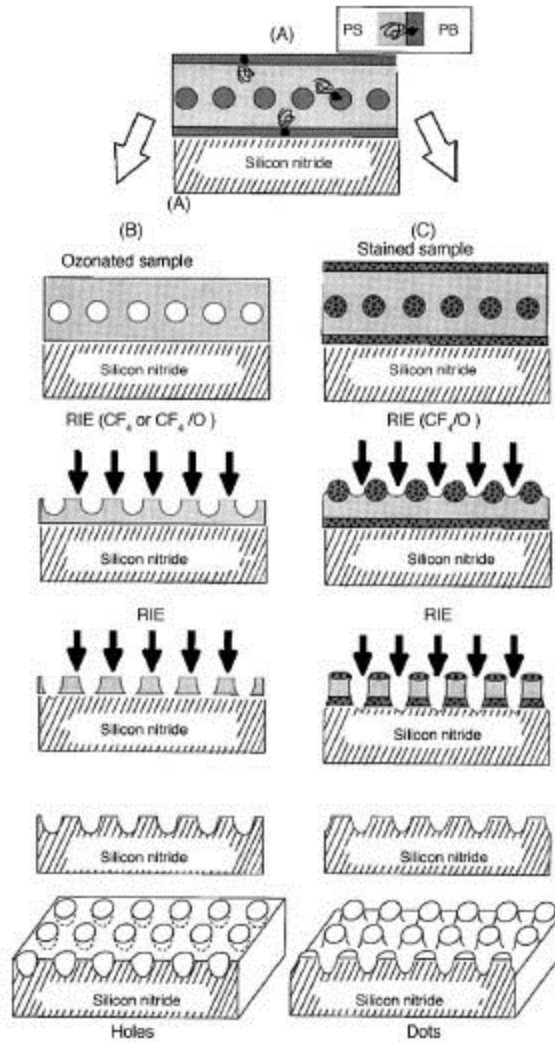 (A)
PS PB
Silicon nitride
(A)
(B)
Ozonated sample
Silicon nitride
RIE (CF4 or CF4 /O )
Silicon nitride
RIE
Silicon nitride
Silicon nitride
Silicon nitride
Holes
(C)
Stained sample
Silicon nitride
RIE (CF4/O )
Silicon nitride
Silicon nitride
Silicon nitride
Silicon nitride
Dots